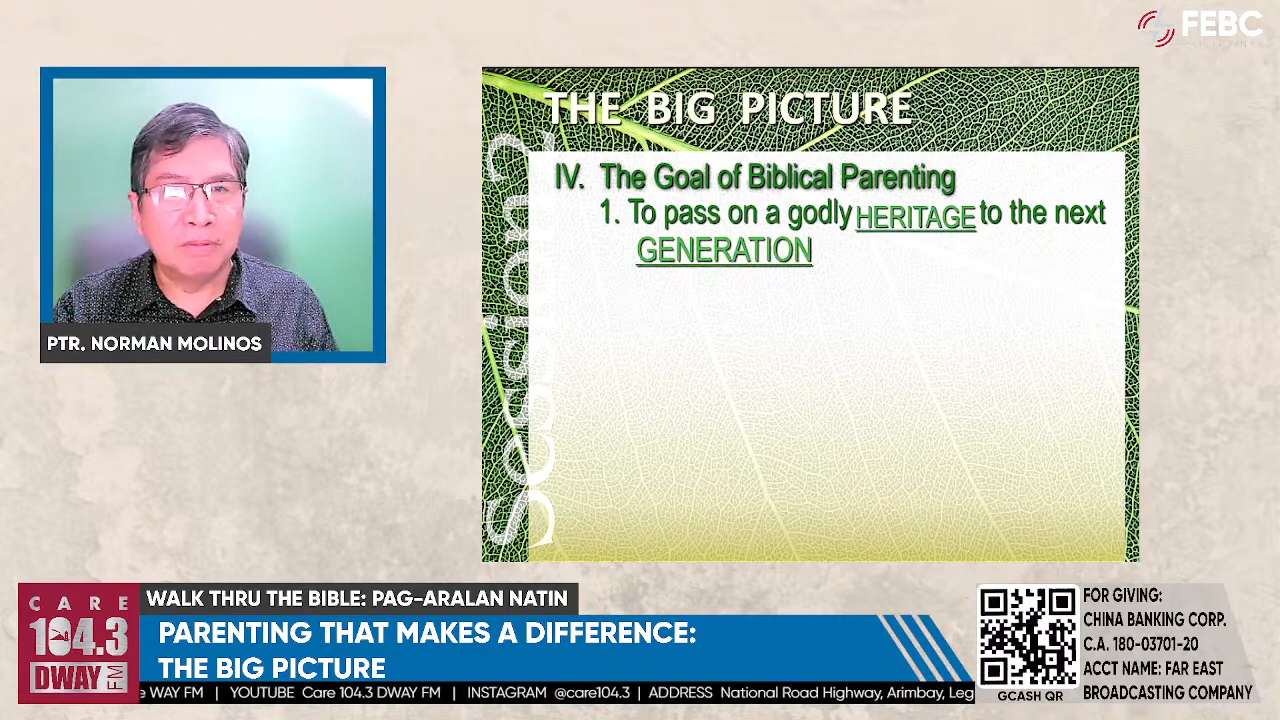 FEBC
THE BIG PICTURE
Session 2
IV. The Goal of Biblical Parenting
1. To pass on a godly HERITAGE to the next
GENERATION
PTR. NORMAN MOLINOS
CARE
104.3
DWAY FM
WALK THRU THE BIBLE: PAG-ARALAN NATIN
PARENTING THAT MAKES A DIFFERENCE:
THE BIG PICTURE
e WAY FM | YOUTUBE Care 104.3 DWAY FM | INSTAGRAM @care104.3 | ADDRESS National Road Highway, Arimbay, Leg
GCASH QR
FOR GIVING:
CHINA BANKING CORP.
C.A. 180-03701-20
ACCT NAME: FAR EAST
BROADCASTING COMPANY